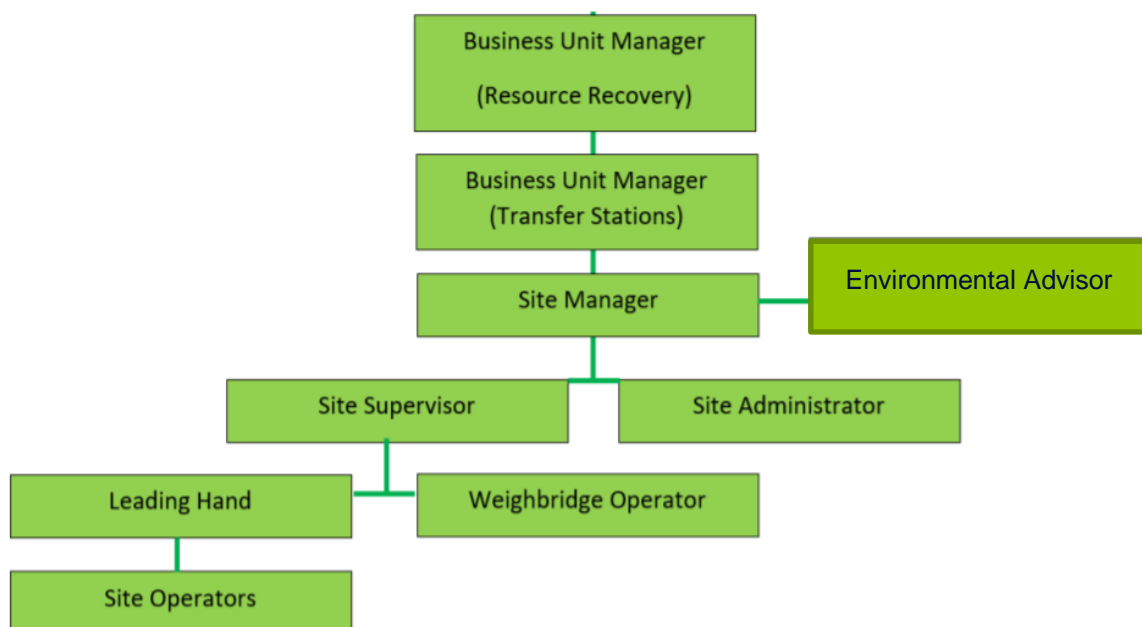 Business Unit Manager
(Resource Recovery)
Business Unit Manager
(Transfer Stations)
Site Manager
Environmental Advisor
Site Supervisor
Site Administrator
Leading Hand
Weighbridge Operator
Site Operators